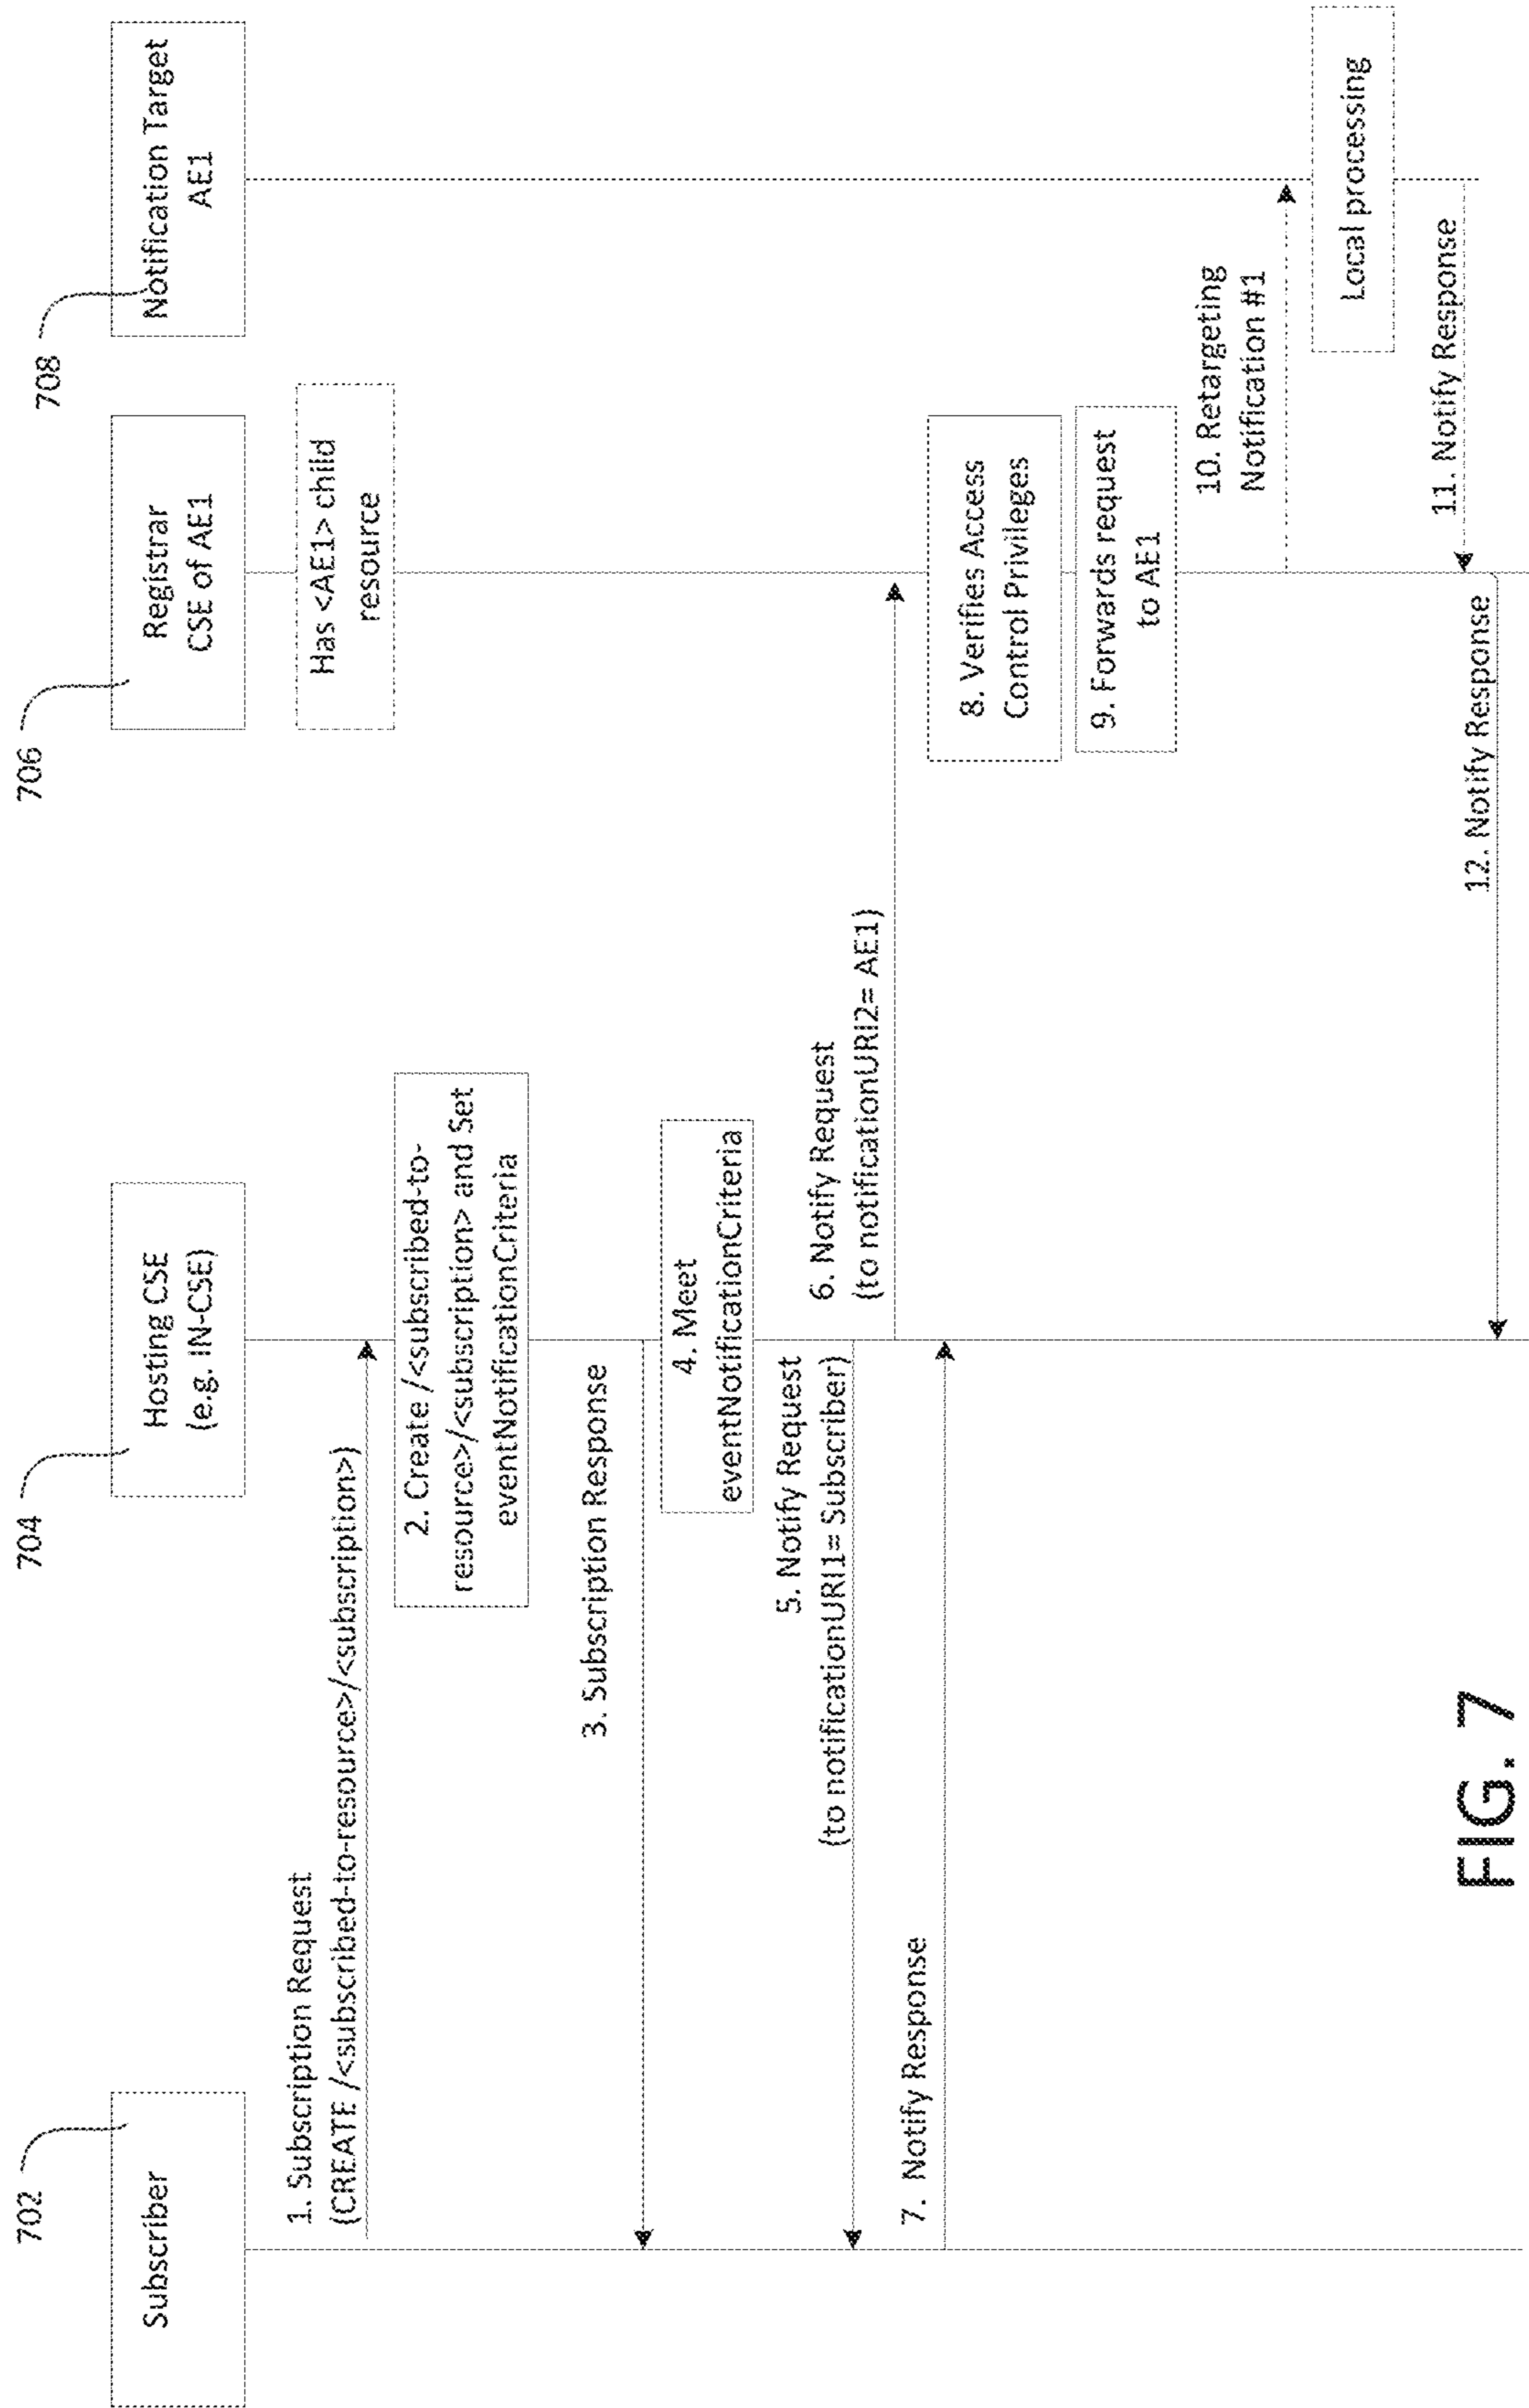 702
Subscriber
704
Hosting CSE
(e.g. IN-CSE)
706
Registrar
CSE of AE1
708
Notification Target
AE1
Has <AE1> child
resource
1. Subscription Request
(CREATE /<subscribed-to-resource>/<subscription>)
2. Create /<subscribed-to-
resource>/<subscription> and Set
eventNotificationCriteria
3. Subscription Response
4. Meet
eventNotificationCriteria
5. Notify Request
(to notificationURI1= Subscriber)
6. Notify Request
(to notificationURI2= AE1)
7. Notify Response
8. Verifies Access
Control Privileges
9. Forwards request
to AE1
10. Retargeting
Notification #1
Local processing
11. Notify Response
12. Notify Response
FIG. 7